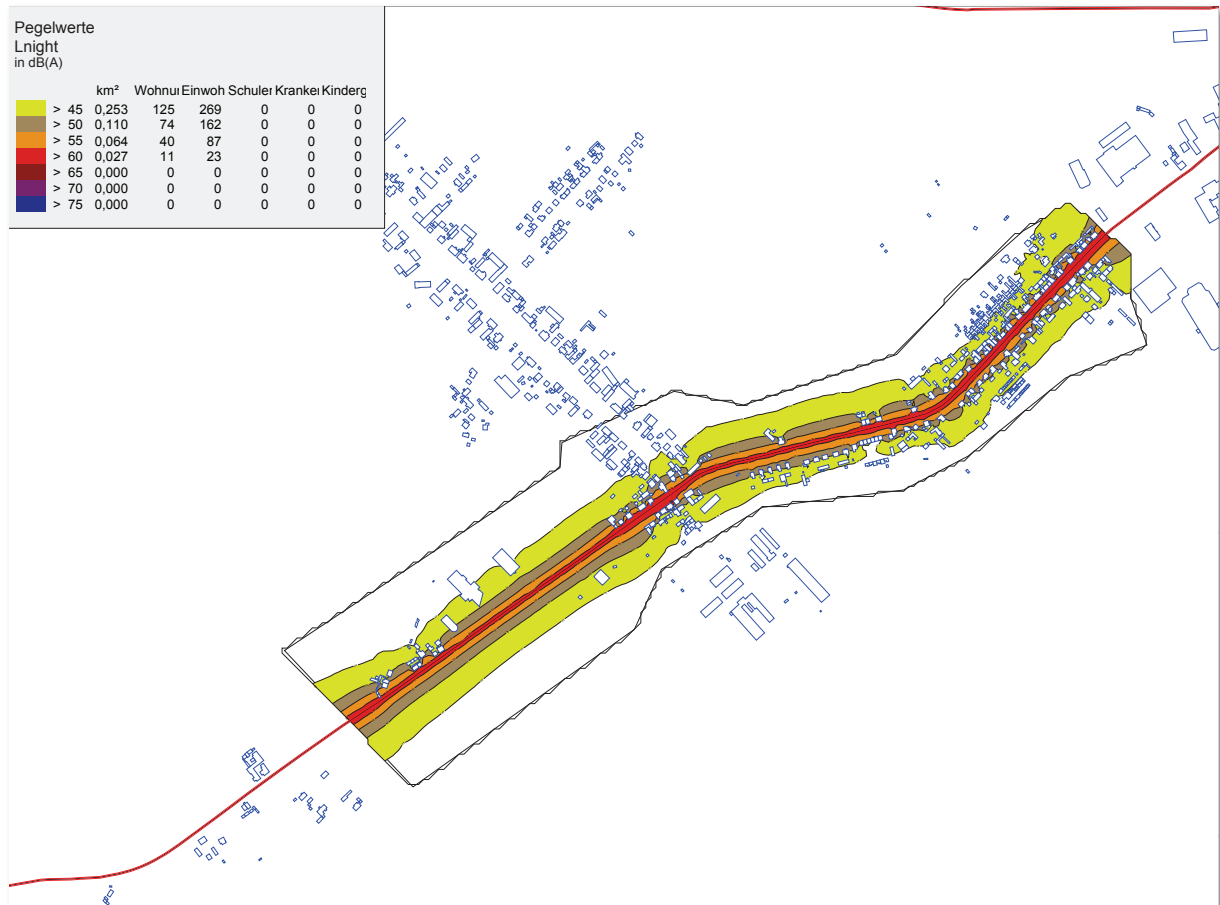 Pegelwerte
Lnight
in dB(A)
km² Wohnui Einwoh Schuler Krankei Kinderg
> 45 0,253 125 269 0 0 0
> 50 0,110 74 162 0 0 0
> 55 0,064 40 87 0 0 0
> 60 0,027 11 23 0 0 0
> 65 0,000 0 0 0 0 0
> 70 0,000 0 0 0 0 0
> 75 0,000 0 0 0 0 0